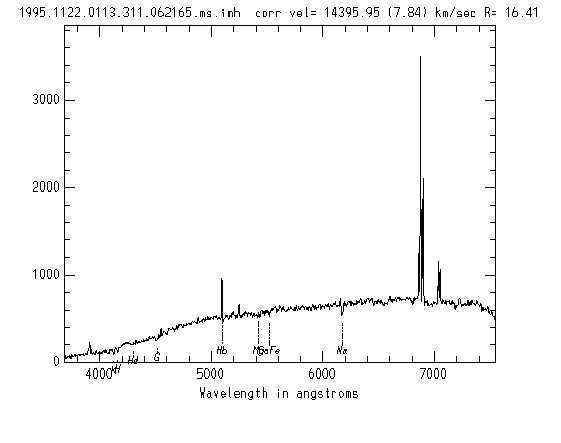 1995.1122.0113.311.062165.ms.imh corr vel= 14395.95 (7.84) km/sec R= 16.41
3000
2000
1000
0
Hb
MgaFe
Na
Hd
G
4000
5000
6000
7000
Wavelength in angstroms